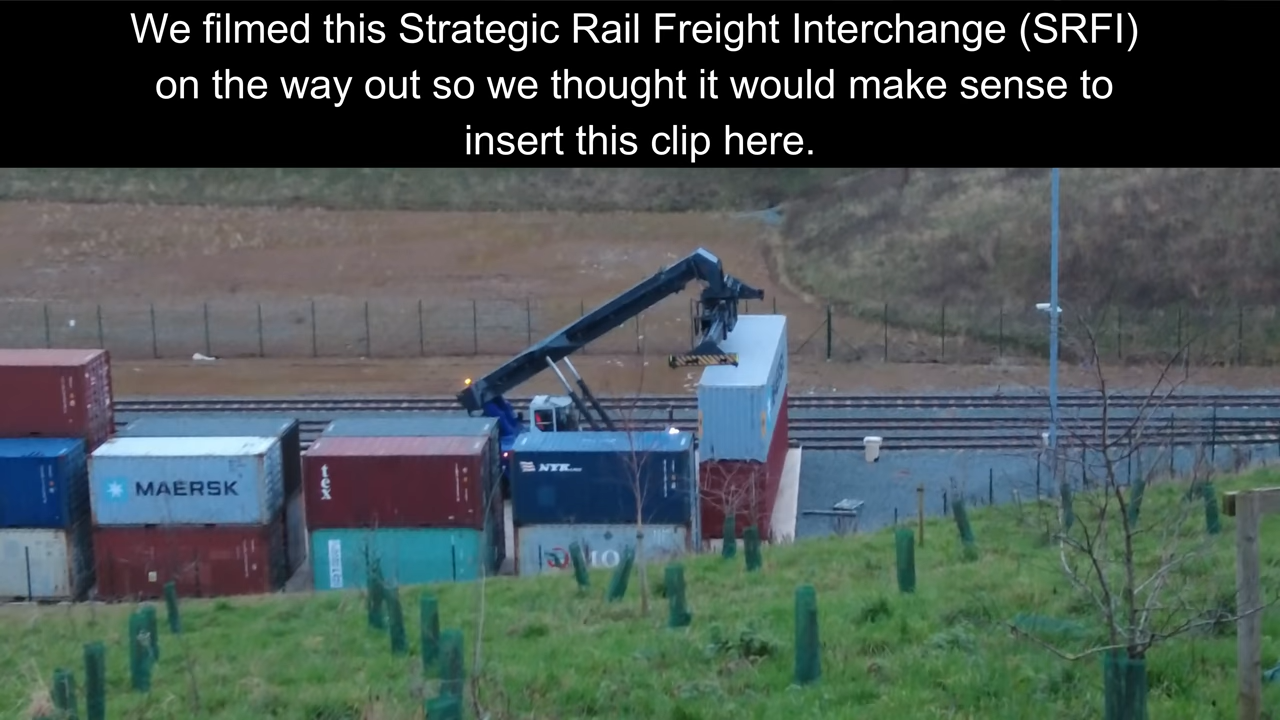 We filmed this Strategic Rail Freight Interchange (SRFI)
on the way out so we thought it would make sense to
insert this clip here.
MAERSK
tex
NYK